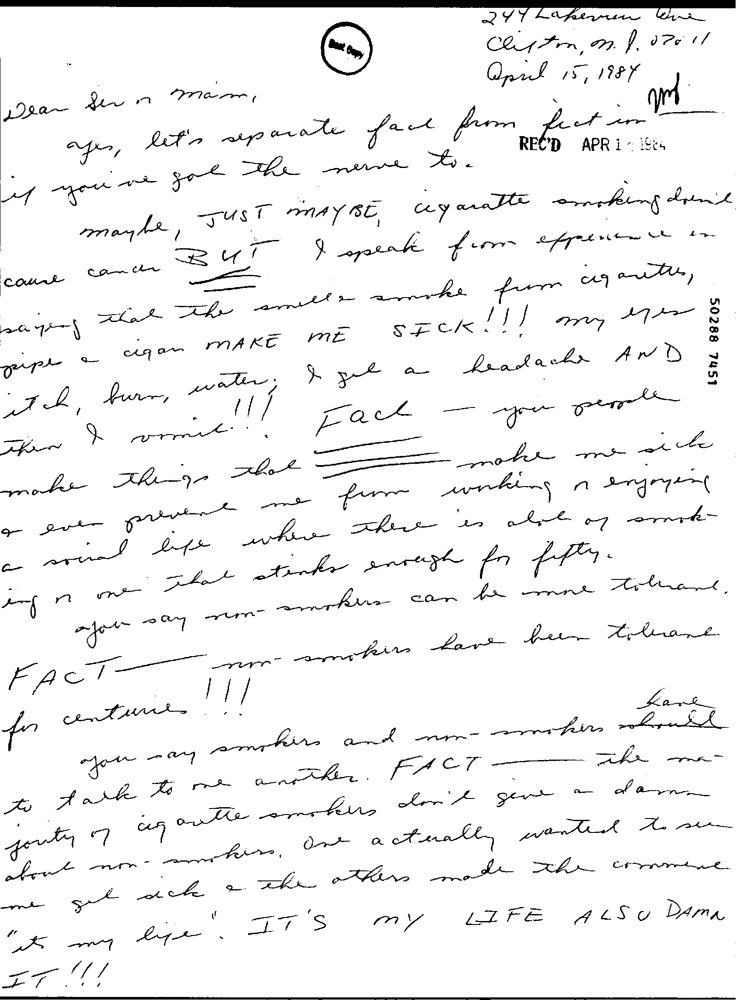 244 Lakeview Ave
Clifton, N.J. 07011
Best Copy
April 15, 1984
Dear Sir or Mam,
Yes, let's separate fact from fiction
REC'D APR 1 1984
if you've got the nerve to.
Maybe, JUST MAYBE, cigaratte smoking doesn't
cause cancer BUT I speak from experience in
saying that the smell & smoke from cigarettes,
pipe & cigar MAKE ME SICK!!! My eyes
itch, burn, water; I get a headache AND
then I vomit!!! Fact — you people
make things that make me sick
& even prevent me from working or enjoying
a social life where there is alot of smok-
ing or one that stinks enough for fifty.
You say non-smokers can be more tolerant.
FACT — non-smokers have been tolerant
for centuries!!!
You say smokers and non-smokers should have
to talk to one another. FACT — the ma-
jority of cigarette smokers don't give a damn
about non-smokers. One actually wanted to see
me get sick & the others made the comment
"it's my life". IT'S MY LIFE ALSO DAMN
IT!!!
50288 7451